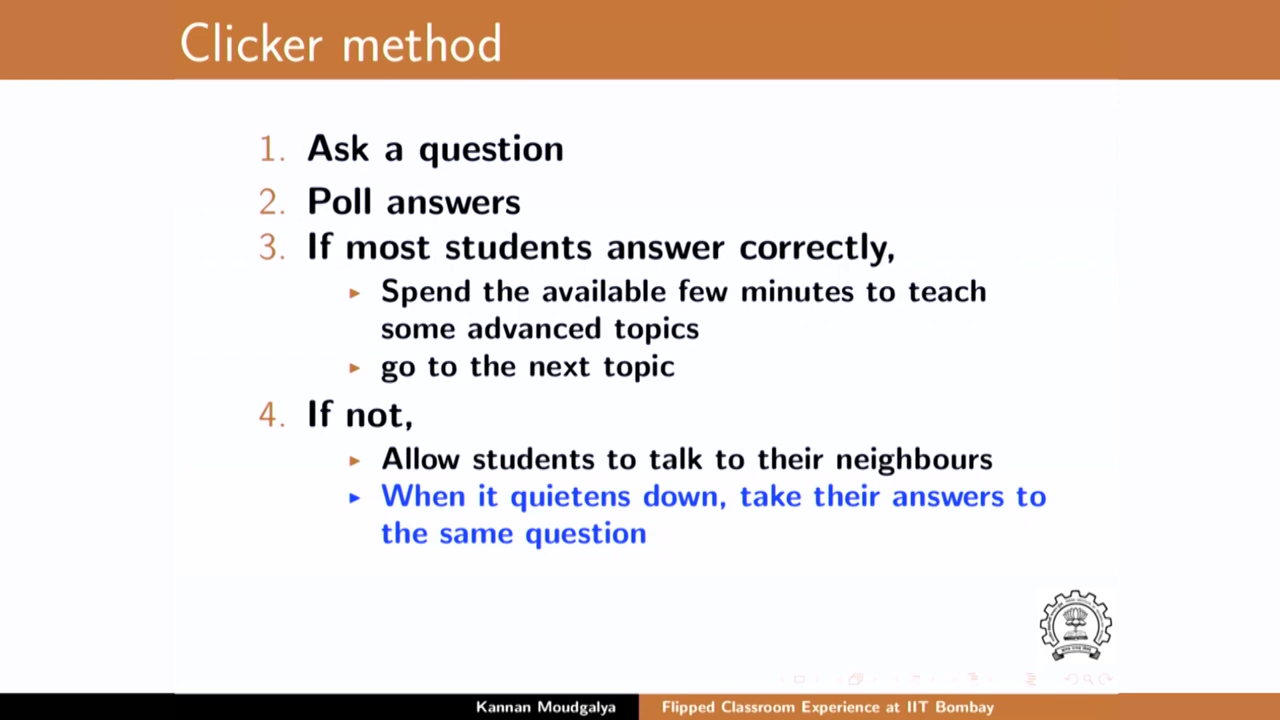 Clicker method
1. Ask a question
2. Poll answers
3. If most students answer correctly,
▸ Spend the available few minutes to teach
some advanced topics
▸ go to the next topic
4. If not,
▸ Allow students to talk to their neighbours
▸ When it quietens down, take their answers to
the same question
Kannan Moudgalya
Flipped Classroom Experience at IIT Bombay